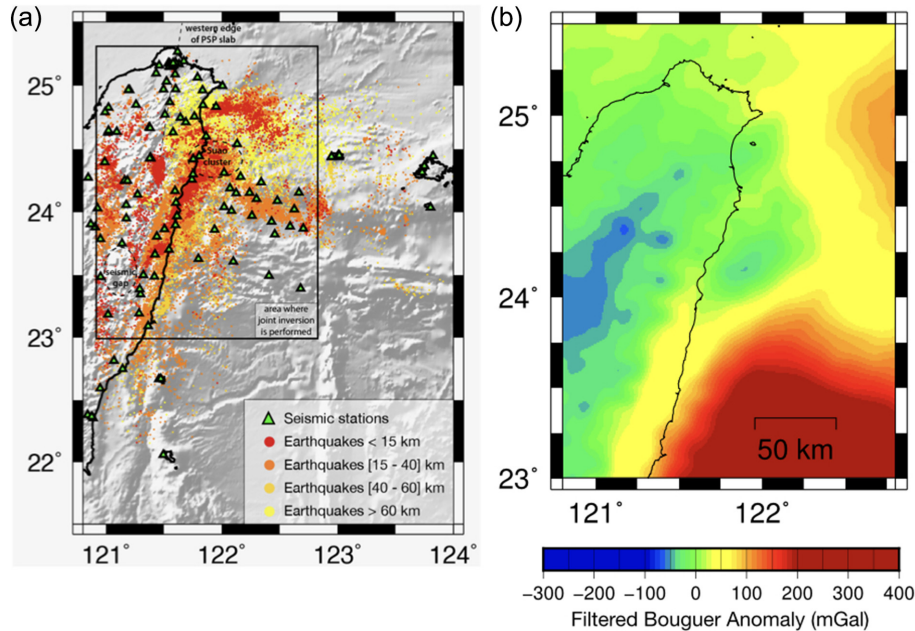 (a)
(b)
western edge
of PSP slab
25°
24°
23°
22°
Suao
cluster
seismic
gap
area where
joint inversion
is performed
Seismic stations
Earthquakes < 15 km
Earthquakes [15 - 40] km
Earthquakes [40 - 60] km
Earthquakes > 60 km
121° 122° 123° 124°
25°
24°
23°
50 km
121° 122°
−300 −200 −100 0 100 200 300 400
Filtered Bouguer Anomaly (mGal)